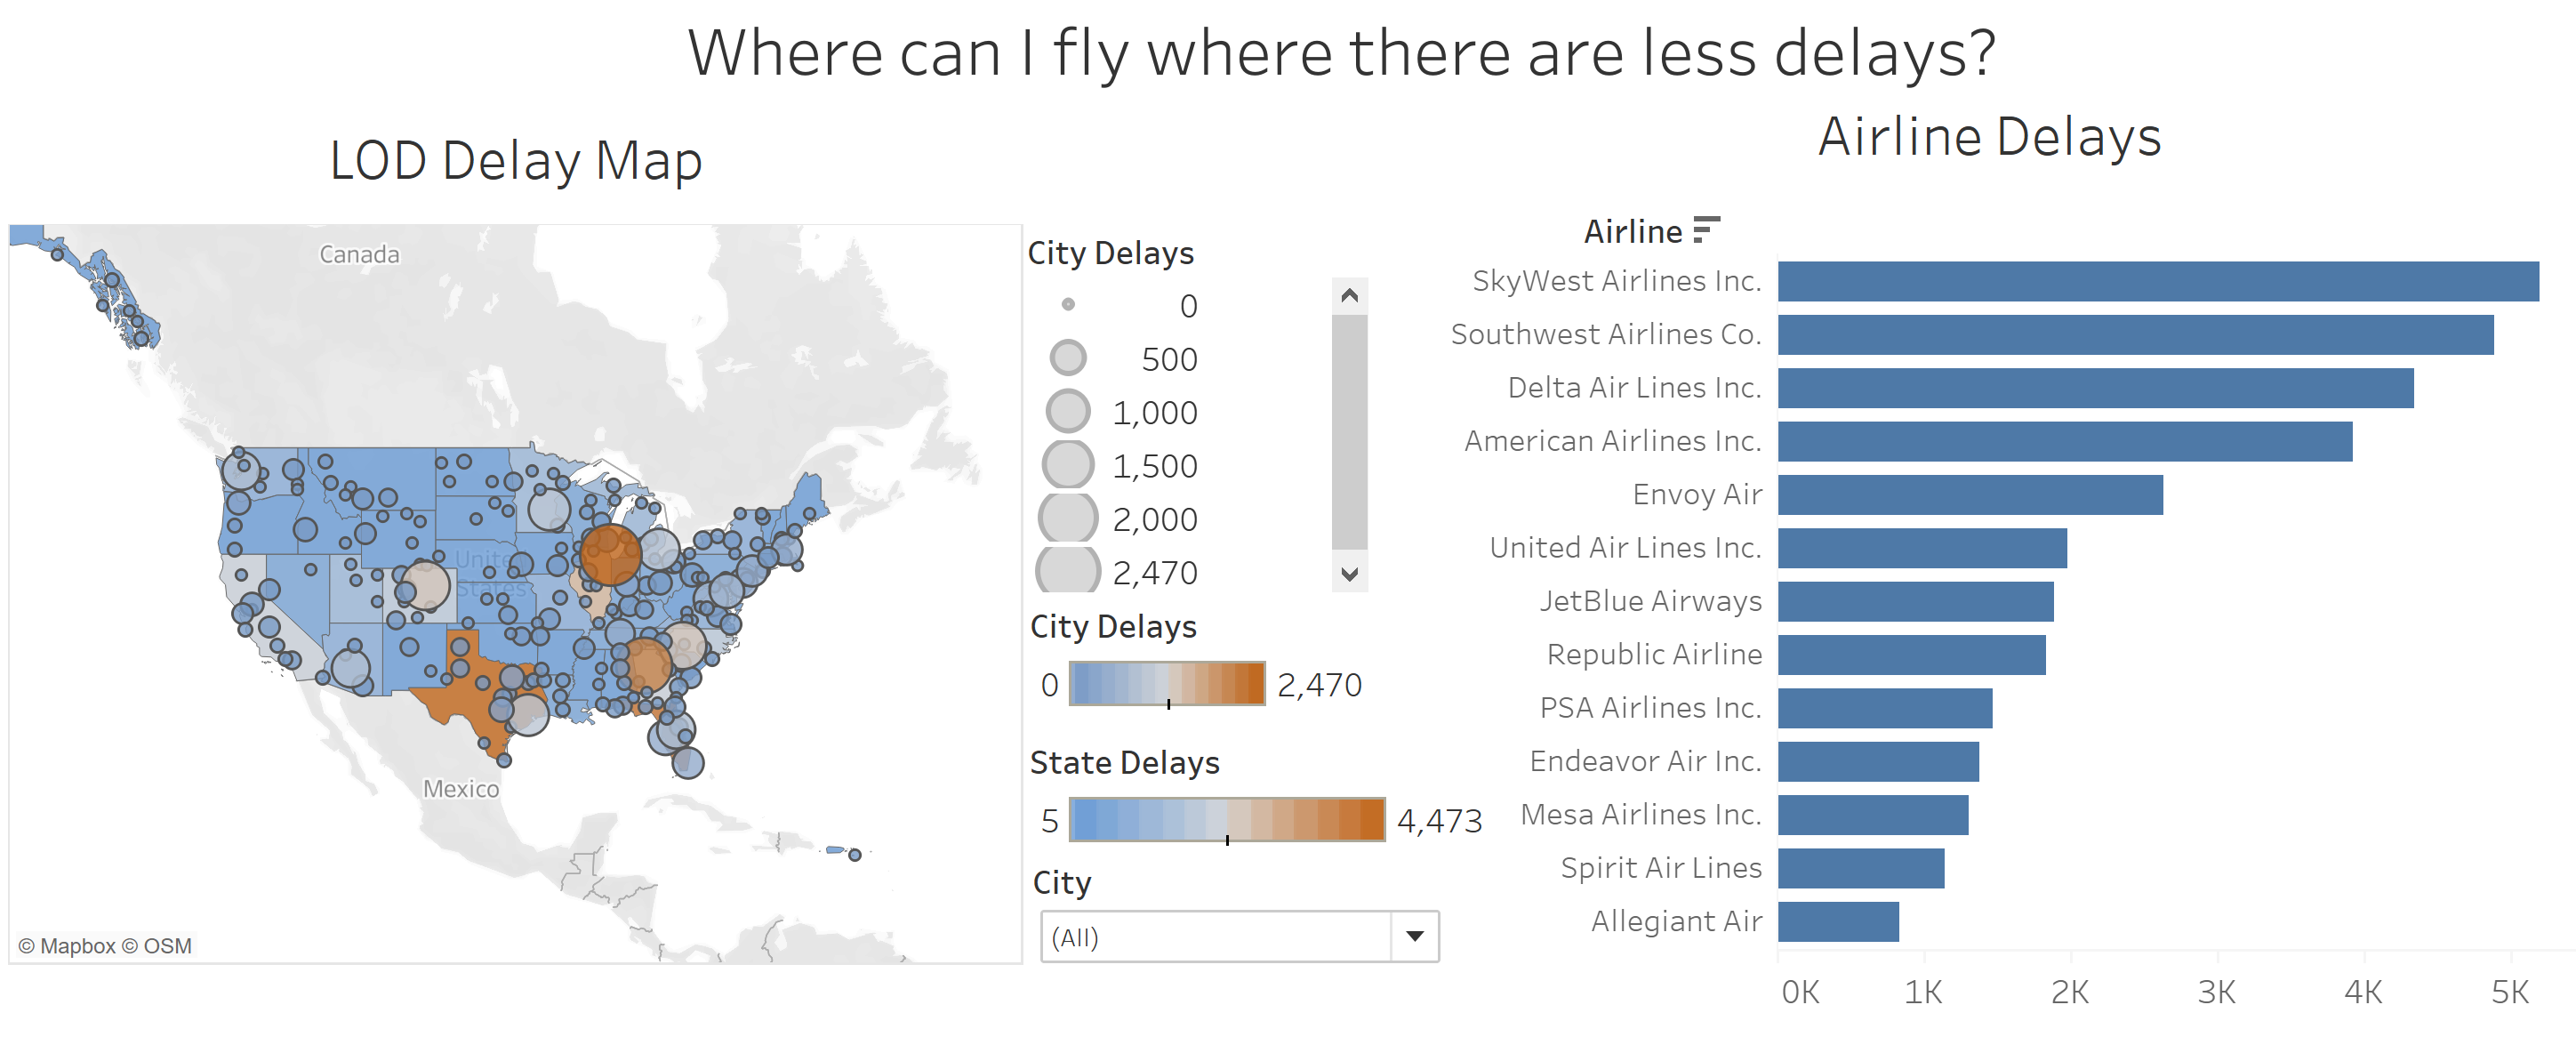 Where can I fly where there are less delays?
LOD Delay Map
Canada
United
States
Mexico
© Mapbox © OSM
City Delays
0
500
1,000
1,500
2,000
2,470
City Delays
0
2,470
State Delays
5
4,473
City
(All)
Airline Delays
Airline
SkyWest Airlines Inc.
Southwest Airlines Co.
Delta Air Lines Inc.
American Airlines Inc.
Envoy Air
United Air Lines Inc.
JetBlue Airways
Republic Airline
PSA Airlines Inc.
Endeavor Air Inc.
Mesa Airlines Inc.
Spirit Air Lines
Allegiant Air
0K 1K 2K 3K 4K 5K